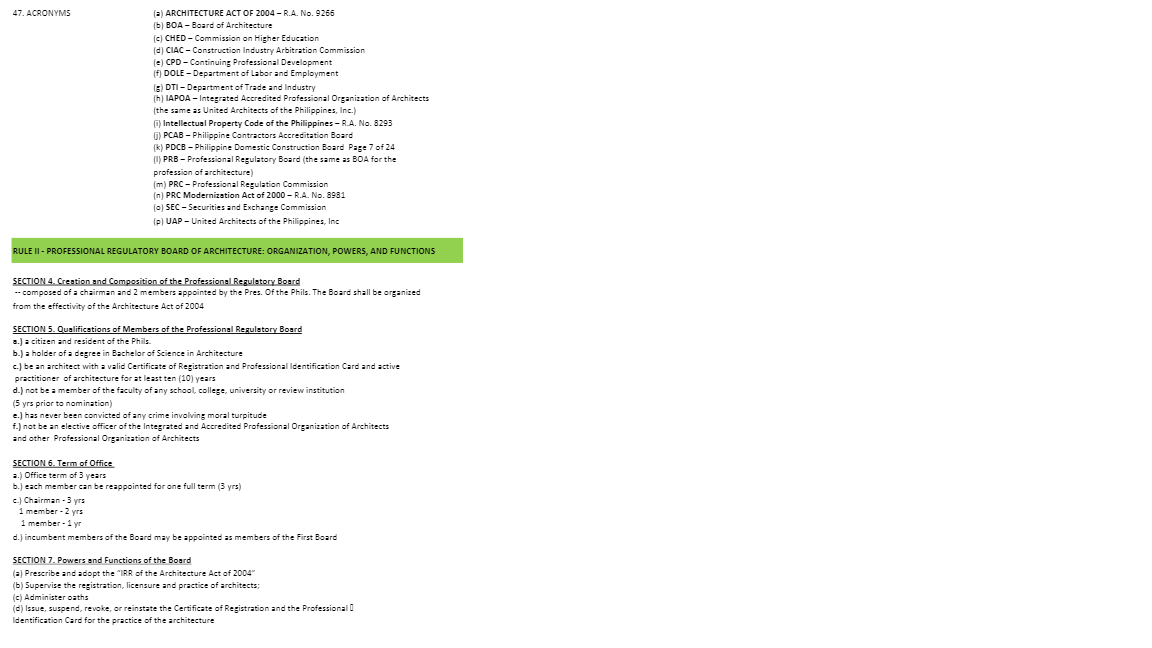 47. ACRONYMS (a) ARCHITECTURE ACT OF 2004 – R.A. No. 9266
(b) BOA – Board of Architecture
(c) CHED – Commission on Higher Education
(d) CIAC – Construction Industry Arbitration Commission
(e) CPD – Continuing Professional Development
(f) DOLE – Department of Labor and Employment
(g) DTI – Department of Trade and Industry
(h) IAPOA – Integrated Accredited Professional Organization of Architects
(the same as United Architects of the Philippines, Inc.)
(i) Intellectual Property Code of the Philippines – R.A. No. 8293
(j) PCAB – Philippine Contractors Accreditation Board
(k) PDCB – Philippine Domestic Construction Board Page 7 of 24
(l) PRB – Professional Regulatory Board (the same as BOA for the
profession of architecture)
(m) PRC – Professional Regulation Commission
(n) PRC Modernization Act of 2000 – R.A. No. 8981
(o) SEC – Securities and Exchange Commission
(p) UAP – United Architects of the Philippines, Inc
RULE II - PROFESSIONAL REGULATORY BOARD OF ARCHITECTURE: ORGANIZATION, POWERS, AND FUNCTIONS
SECTION 4. Creation and Composition of the Professional Regulatory Board
-- composed of a chairman and 2 members appointed by the Pres. Of the Phils. The Board shall be organized
from the effectivity of the Architecture Act of 2004
SECTION 5. Qualifications of Members of the Professional Regulatory Board
a.) a citizen and resident of the Phils.
b.) a holder of a degree in Bachelor of Science in Architecture
c.) be an architect with a valid Certificate of Registration and Professional Identification Card and active
practitioner of architecture for at least ten (10) years
d.) not be a member of the faculty of any school, college, university or review institution
(5 yrs prior to nomination)
e.) has never been convicted of any crime involving moral turpitude
f.) not be an elective officer of the Integrated and Accredited Professional Organization of Architects
and other Professional Organization of Architects
SECTION 6. Term of Office
a.) Office term of 3 years
b.) each member can be reappointed for one full term (3 yrs)
c.) Chairman - 3 yrs
1 member - 2 yrs
1 member - 1 yr
d.) incumbent members of the Board may be appointed as members of the First Board
SECTION 7. Powers and Functions of the Board
(a) Prescribe and adopt the “IRR of the Architecture Act of 2004”
(b) Supervise the registration, licensure and practice of architects;
(c) Administer oaths
(d) Issue, suspend, revoke, or reinstate the Certificate of Registration and the Professional
Identification Card for the practice of the architecture